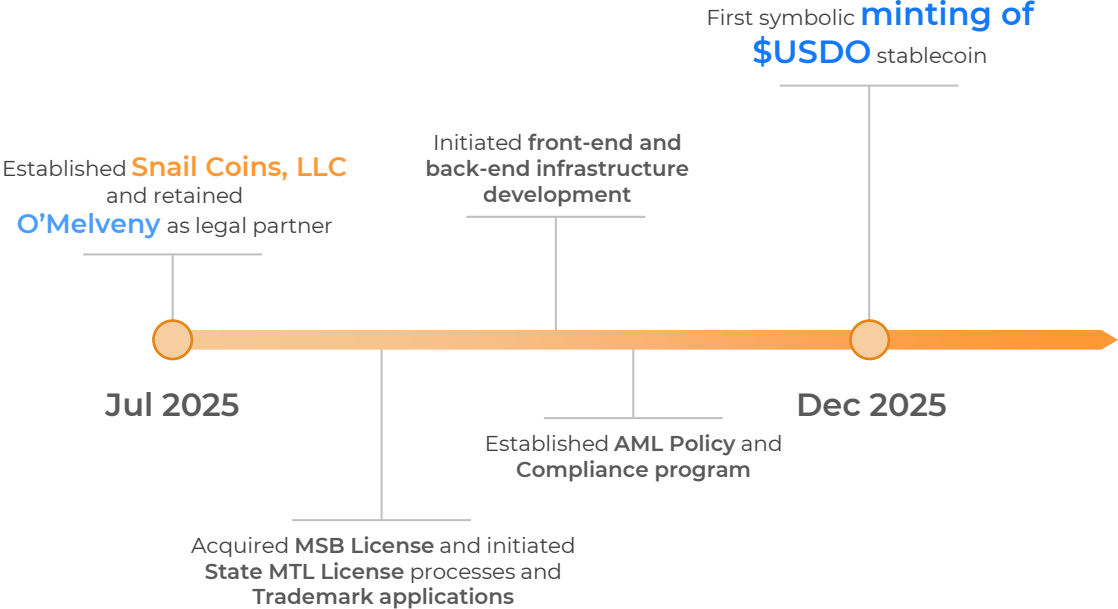 First symbolic minting of
$USDO stablecoin
Established Snail Coins, LLC
and retained
O’Melveny as legal partner
Initiated front-end and
back-end infrastructure
development
Jul 2025
Dec 2025
Established AML Policy and
Compliance program
Acquired MSB License and initiated
State MTL License processes and
Trademark applications